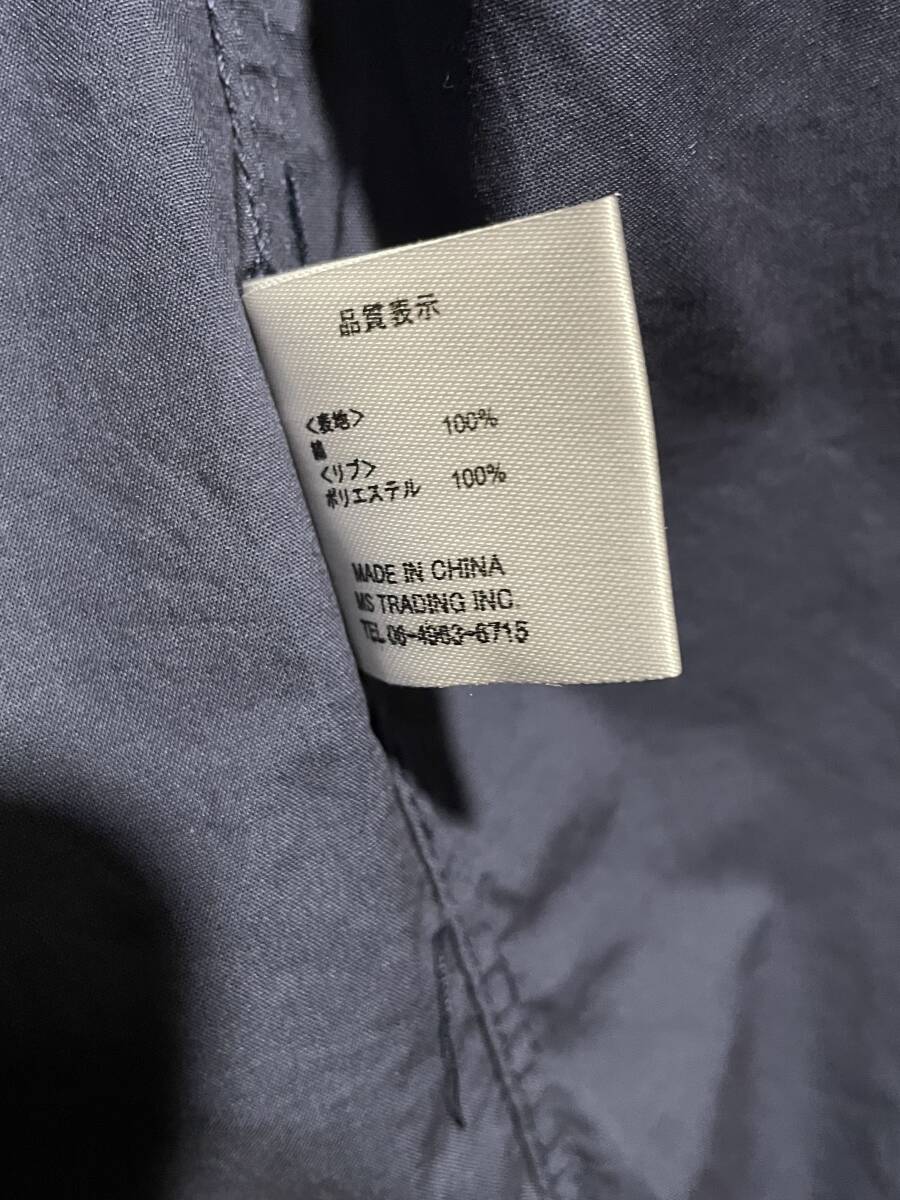 品質表示
〈表地〉
綿 100%
〈リブ〉
ポリエステル 100%
MADE IN CHINA
MS TRADING INC.
TEL 06-4963-6715